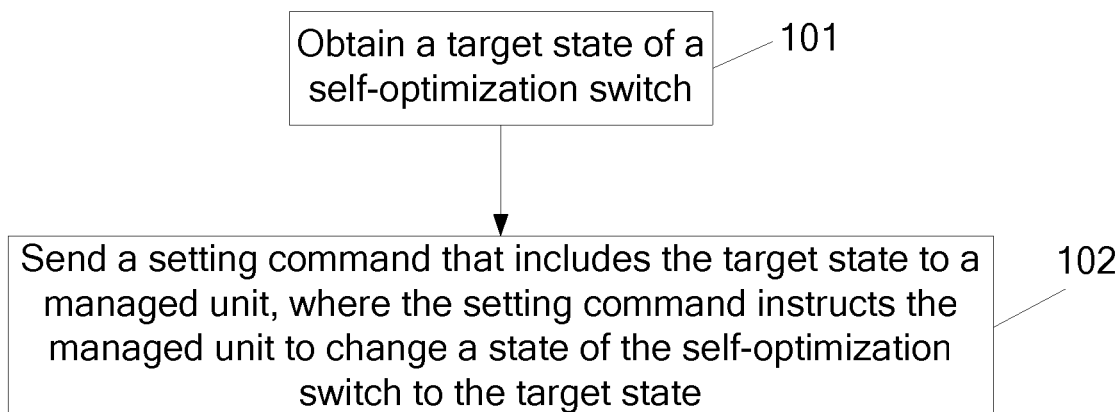 Obtain a target state of a
self-optimization switch
101
Send a setting command that includes the target state to a
managed unit, where the setting command instructs the
managed unit to change a state of the self-optimization
switch to the target state
102